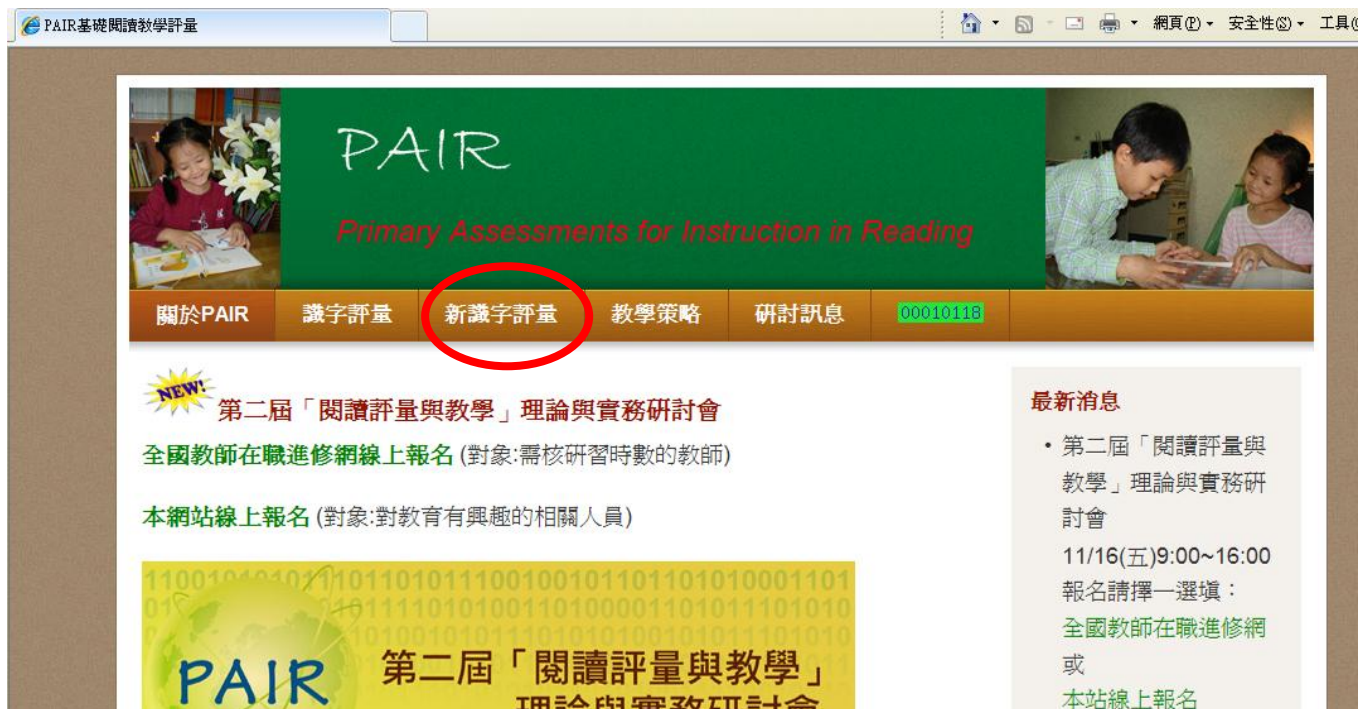 PAIR基礎閱讀教學評量
網頁(P)
安全性(S)
PAIR
Primary Assessments for Instruction in Reading
關於PAIR
識字評量
新識字評量
教學策略
研討訊息
00010118
NEW!
第二屆「閱讀評量與教學」理論與實務研討會
全國教師在職進修網線上報名 (對象:需核研習時數的教師)
本網站線上報名 (對象:對教育有興趣的相關人員)
PAIR
第二屆「閱讀評量與教學」
理論與實務研討會
最新消息
• 第二屆「閱讀評量與
教學」理論與實務研
討會
11/16(五)9:00~16:00
報名請擇一選填：
全國教師在職進修網
或
本站線上報名